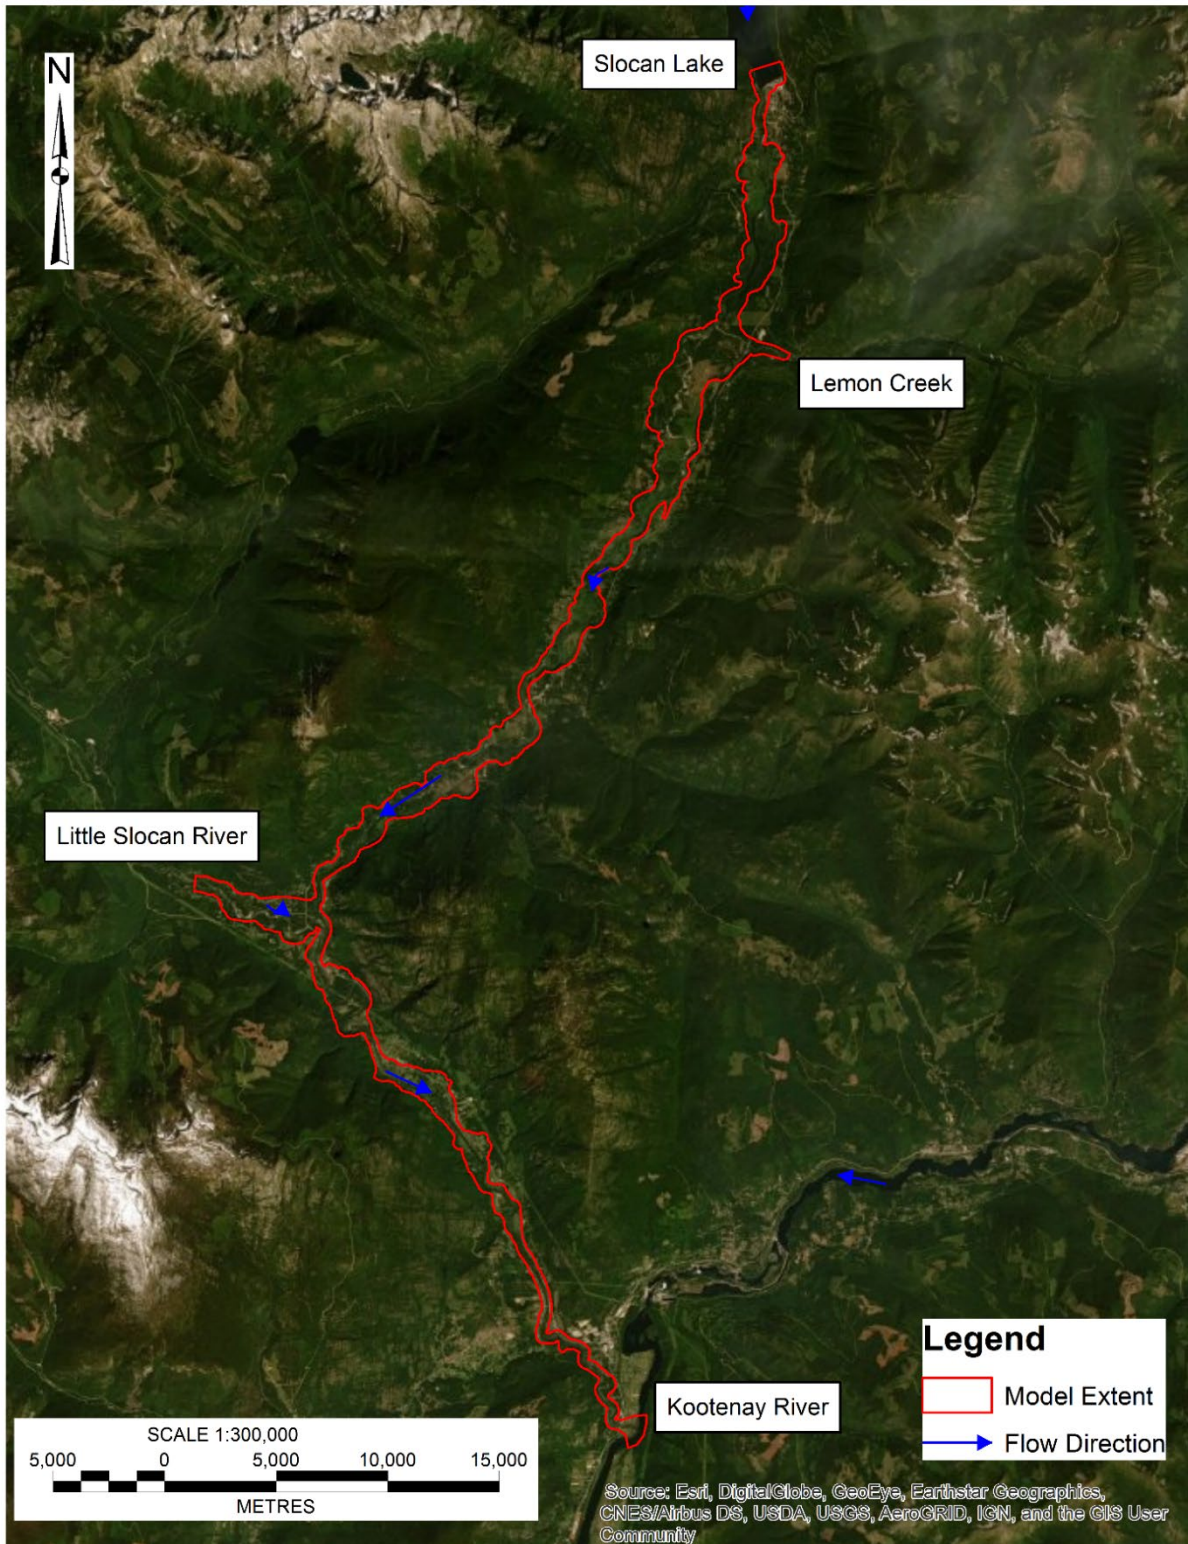 N
Slocan Lake
Lemon Creek
Little Slocan River
Kootenay River
Legend
Model Extent
Flow Direction
SCALE 1:300,000
5,000 0 5,000 10,000 15,000
METRES
Source: Esri, DigitalGlobe, GeoEye, Earthstar Geographics,
CNES/Airbus DS, USDA, USGS, AeroGRID, IGN, and the GIS User
Community